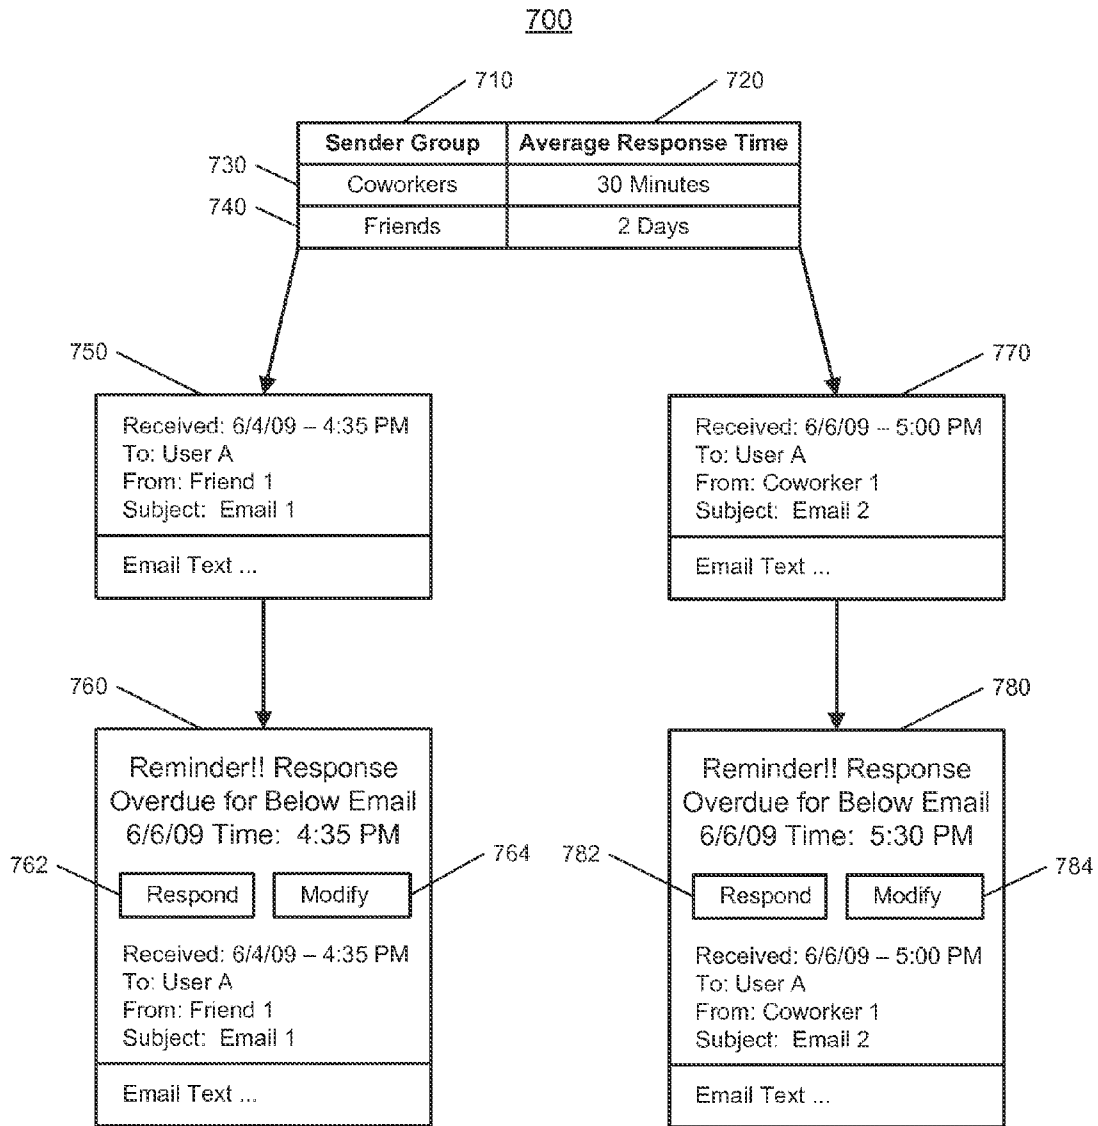 700
710
720
Sender Group Average Response Time
730
Coworkers 30 Minutes
740
Friends 2 Days
750
Received: 6/4/09 – 4:35 PM
To: User A
From: Friend 1
Subject: Email 1
Email Text ...
770
Received: 6/6/09 – 5:00 PM
To: User A
From: Coworker 1
Subject: Email 2
Email Text ...
760
Reminder!! Response
Overdue for Below Email
6/6/09 Time: 4:35 PM
762
764
Respond
Modify
Received: 6/4/09 – 4:35 PM
To: User A
From: Friend 1
Subject: Email 1
Email Text ...
780
Reminder!! Response
Overdue for Below Email
6/6/09 Time: 5:30 PM
782
784
Respond
Modify
Received: 6/6/09 – 5:00 PM
To: User A
From: Coworker 1
Subject: Email 2
Email Text ...